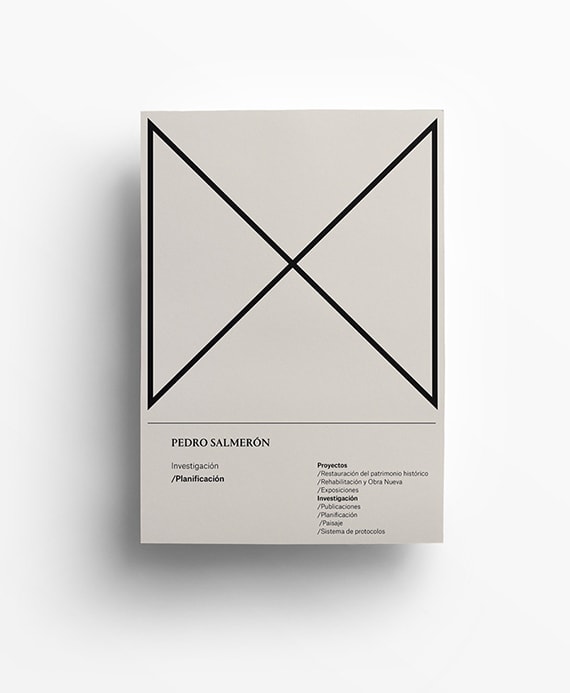 PEDRO SALMERÓN
Investigación
/Planificación
Proyectos
/Restauración del patrimonio histórico
/Rehabilitación y Obra Nueva
/Exposiciones
Investigación
/Publicaciones
/Planificación
/Paisaje
/Sistema de protocolos